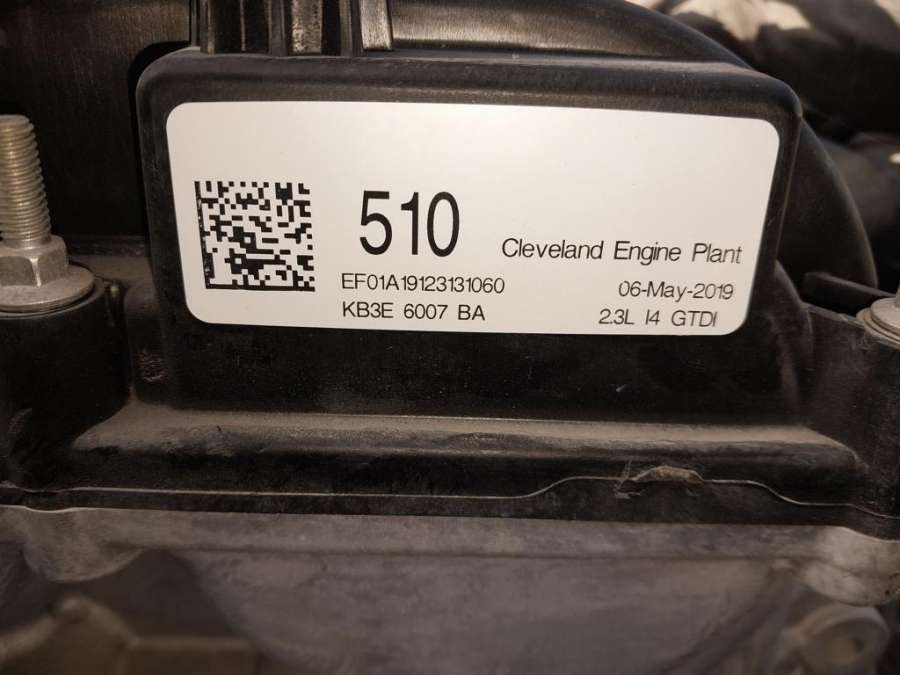 510
Cleveland Engine Plant
EF01A19123131060
06-May-2019
KB3E 6007 BA
2.3L I4 GTDI